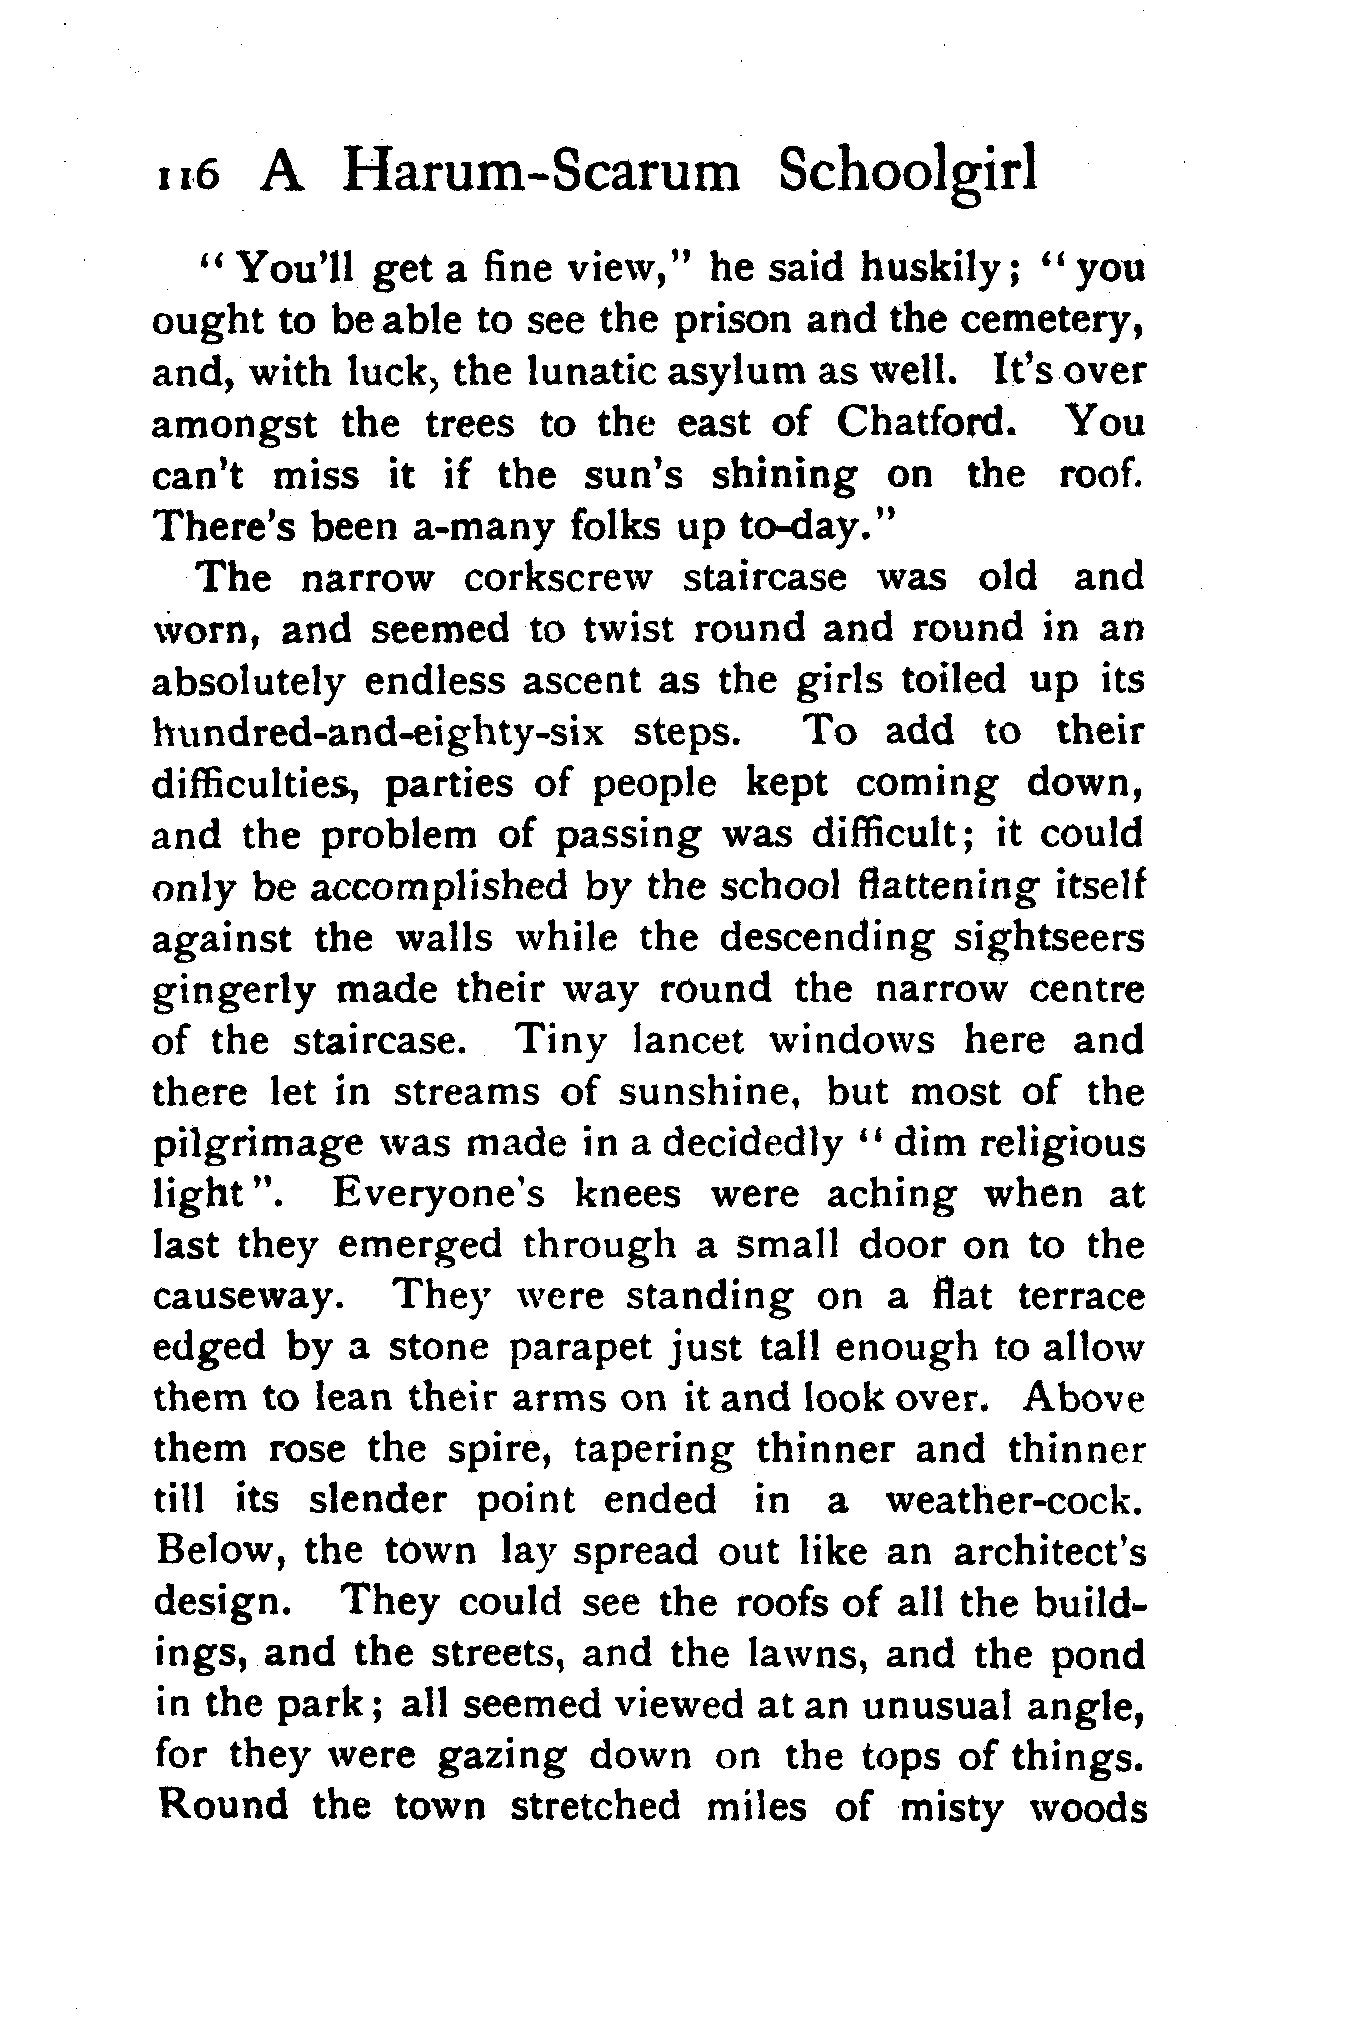 116 A Harum-Scarum Schoolgirl
“You'll get a fine view,” he said huskily; “you
ought to be able to see the prison and the cemetery,
and, with luck, the lunatic asylum as well. It's over
amongst the trees to the east of Chatford. You
can't miss it if the sun's shining on the roof.
There's been a-many folks up to-day.”
The narrow corkscrew staircase was old and
worn, and seemed to twist round and round in an
absolutely endless ascent as the girls toiled up its
hundred-and-eighty-six steps. To add to their
difficulties, parties of people kept coming down,
and the problem of passing was difficult; it could
only be accomplished by the school flattening itself
against the walls while the descending sightseers
gingerly made their way round the narrow centre
of the staircase. Tiny lancet windows here and
there let in streams of sunshine, but most of the
pilgrimage was made in a decidedly “dim religious
light”. Everyone's knees were aching when at
last they emerged through a small door on to the
causeway. They were standing on a flat terrace
edged by a stone parapet just tall enough to allow
them to lean their arms on it and look over. Above
them rose the spire, tapering thinner and thinner
till its slender point ended in a weather-cock.
Below, the town lay spread out like an architect's
design. They could see the roofs of all the build-
ings, and the streets, and the lawns, and the pond
in the park; all seemed viewed at an unusual angle,
for they were gazing down on the tops of things.
Round the town stretched miles of misty woods